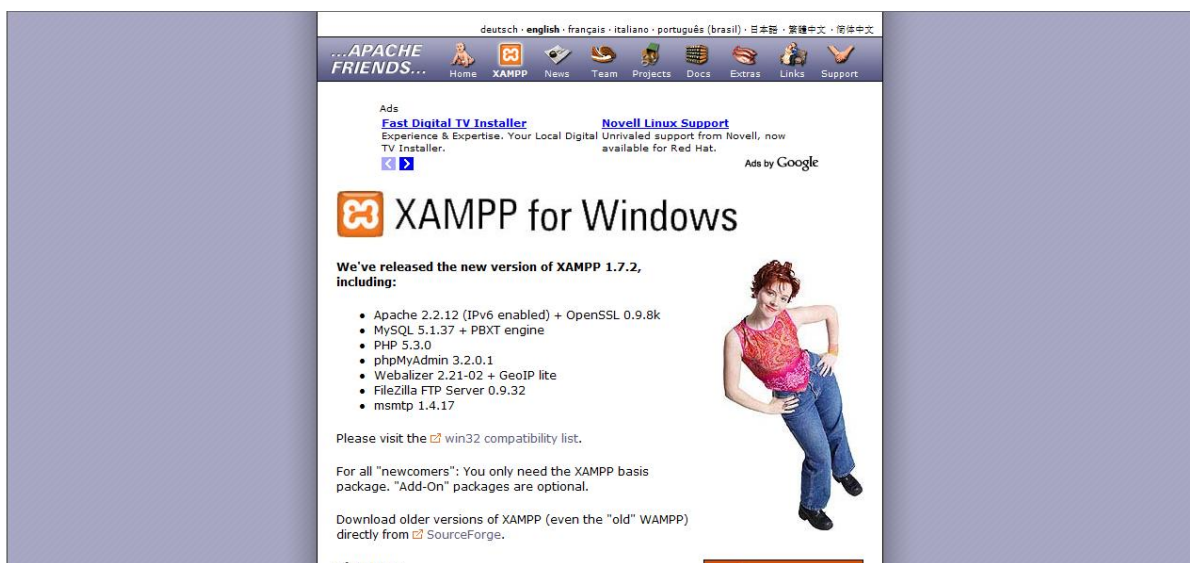 deutsch · english · français · italiano · português (brasil) · 日本語 · 繁體中文 · 简体中文
...APACHE
FRIENDS...
Home XAMPP News Team Projects Docs Extras Links Support
Ads
Fast Digital TV Installer
Experience & Expertise. Your Local Digital
TV Installer.
Novell Linux Support
Unrivaled support from Novell, now
available for Red Hat.
Ads by Google
XAMPP for Windows
We've released the new version of XAMPP 1.7.2,
including:
• Apache 2.2.12 (IPv6 enabled) + OpenSSL 0.9.8k
• MySQL 5.1.37 + PBXT engine
• PHP 5.3.0
• phpMyAdmin 3.2.0.1
• Webalizer 2.21-02 + GeoIP lite
• FileZilla FTP Server 0.9.32
• msmtp 1.4.17
Please visit the win32 compatibility list.
For all "newcomers": You only need the XAMPP basis
package. "Add-On" packages are optional.
Download older versions of XAMPP (even the "old" WAMPP)
directly from SourceForge.